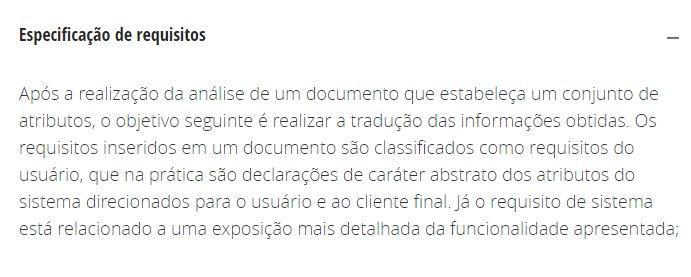 Especificação de requisitos
Após a realização da análise de um documento que estabeleça um conjunto de
atributos, o objetivo seguinte é realizar a tradução das informações obtidas. Os
requisitos inseridos em um documento são classificados como requisitos do
usuário, que na prática são declarações de caráter abstrato dos atributos do
sistema direcionados para o usuário e ao cliente final. Já o requisito de sistema
está relacionado a uma exposição mais detalhada da funcionalidade apresentada;